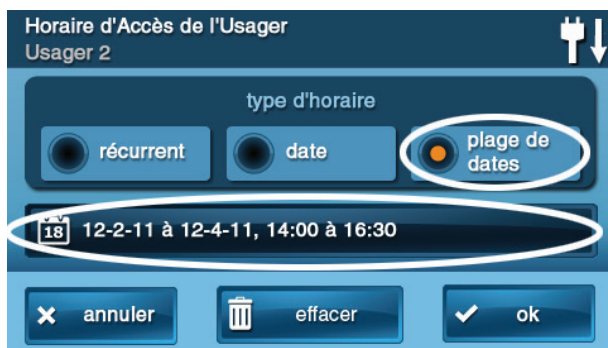 Horaire d'Accès de l'Usager
Usager 2
type d'horaire
récurrent
date
plage de
dates
18
12-2-11 à 12-4-11, 14:00 à 16:30
annuler
effacer
ok